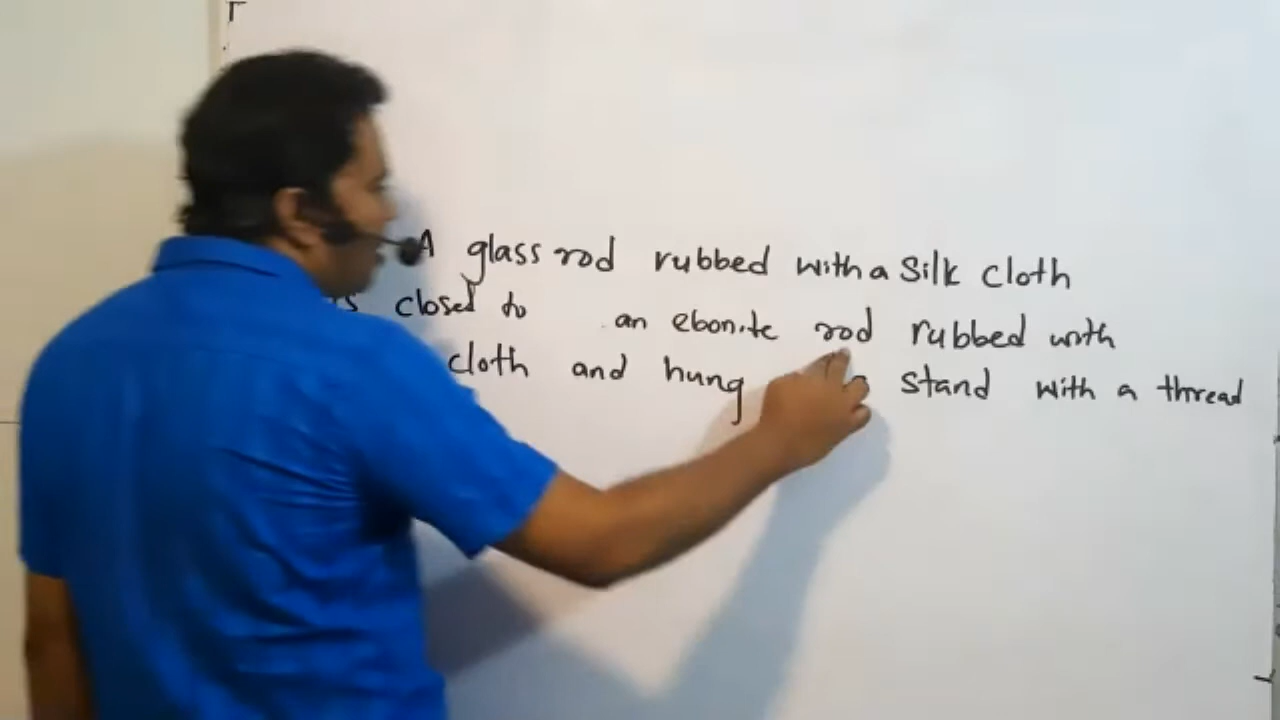 A glass rod rubbed with a Silk cloth
closed to an ebonite rod rubbed with
cloth and hung stand with a thread